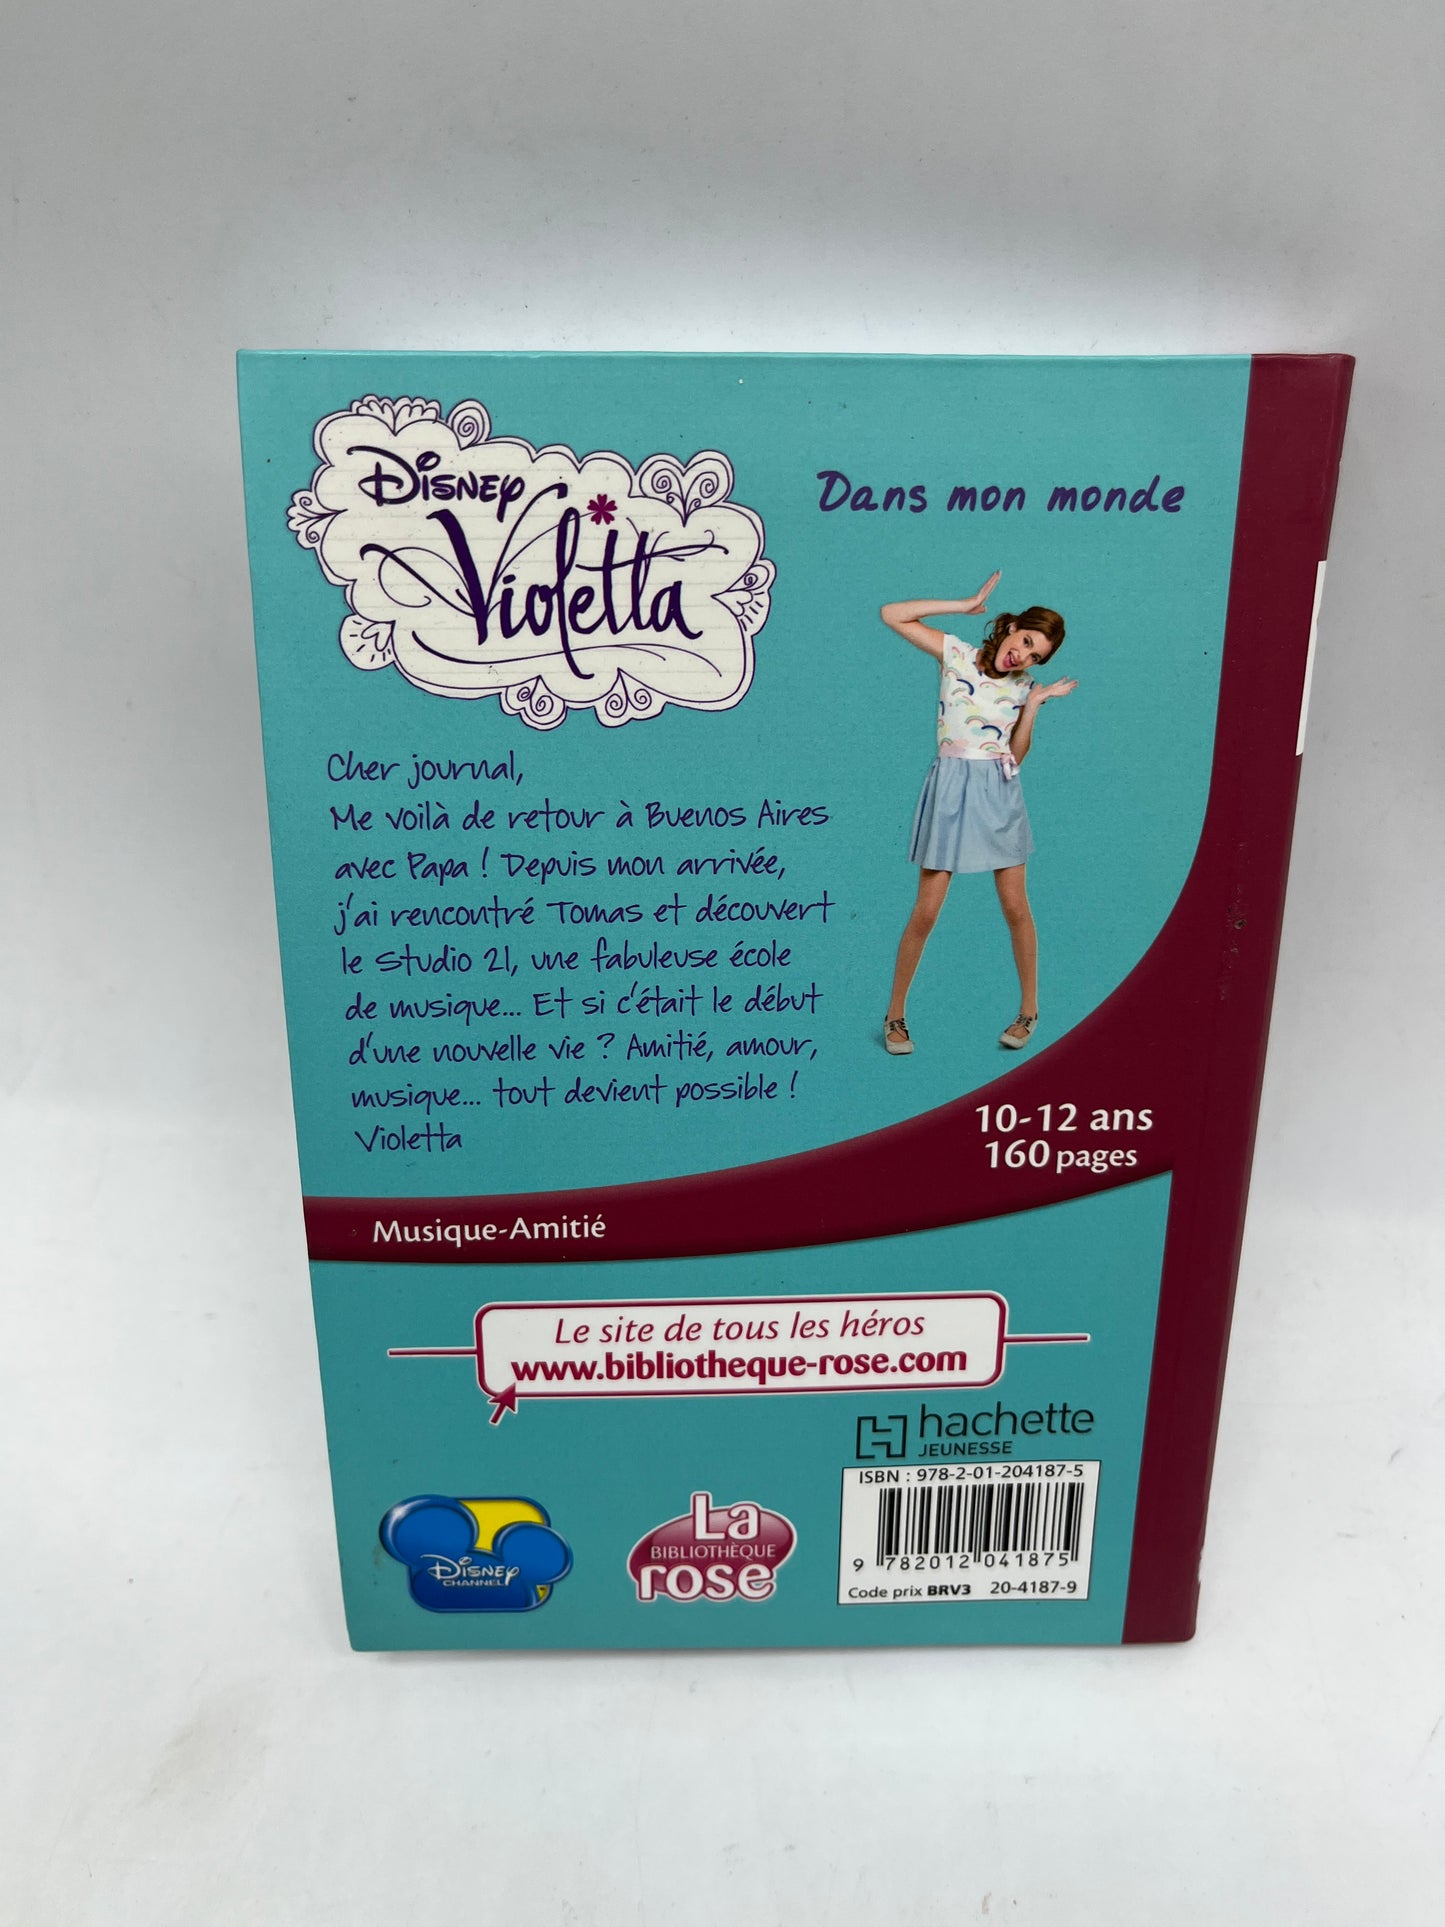 Disney
Violetta
Dans mon monde
Cher journal,
Me voilà de retour à Buenos Aires
avec Papa ! Depuis mon arrivée,
j'ai rencontré Tomas et découvert
le Studio 21, une fabuleuse école
de musique... Et si c'était le début
d'une nouvelle vie ? Amitié, amour,
musique... tout devient possible !
Violetta
10-12 ans
160 pages
Musique-Amitié
Le site de tous les héros
www.bibliotheque-rose.com
hachette
JEUNESSE
ISBN : 978-2-01-204187-5
9 782012 041875
Code prix BRV3 20-4187-9
Disney
CHANNEL
La
BIBLIOTHÈQUE
rose